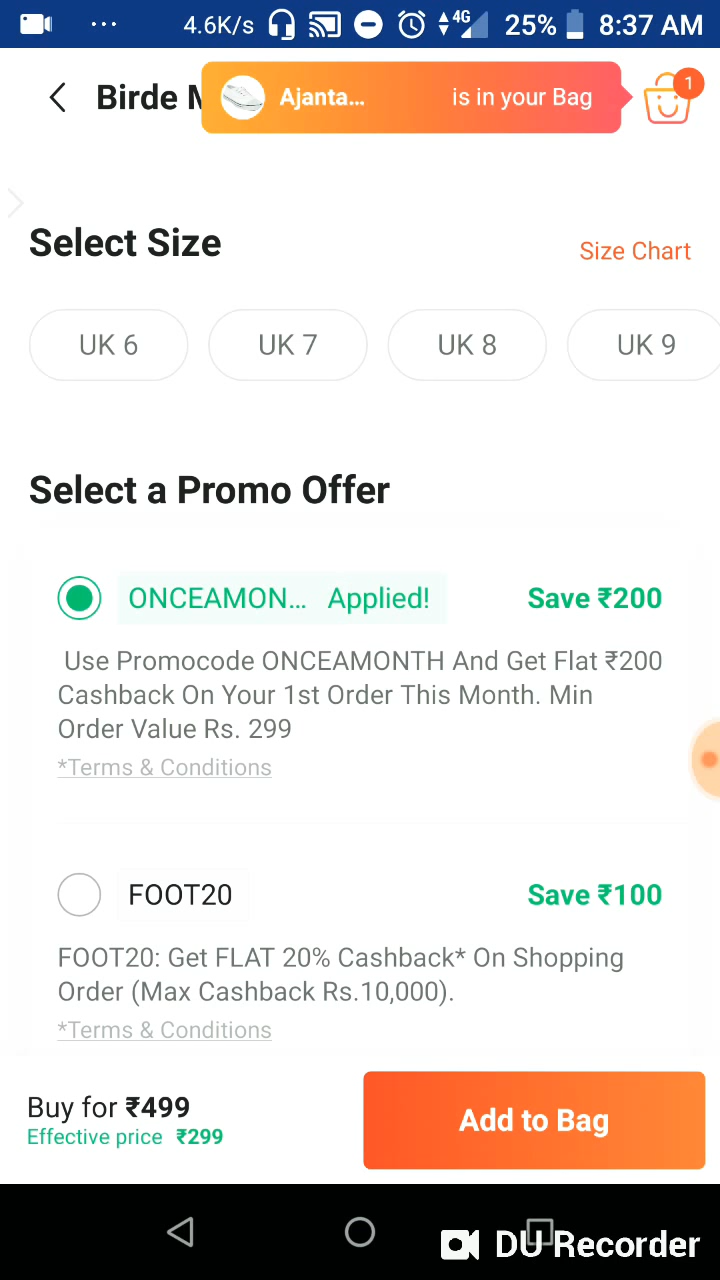 4.6K/s 4G 25% 8:37 AM
Birde Ajanta... is in your Bag 1
Select Size
Size Chart
UK 6 UK 7 UK 8 UK 9
Select a Promo Offer
ONCEAMON... Applied! Save ₹200
Use Promocode ONCEAMONTH And Get Flat ₹200
Cashback On Your 1st Order This Month. Min
Order Value Rs. 299
*Terms & Conditions
FOOT20 Save ₹100
FOOT20: Get FLAT 20% Cashback* On Shopping
Order (Max Cashback Rs.10,000).
*Terms & Conditions
Buy for ₹499
Effective price ₹299
Add to Bag
DU Recorder